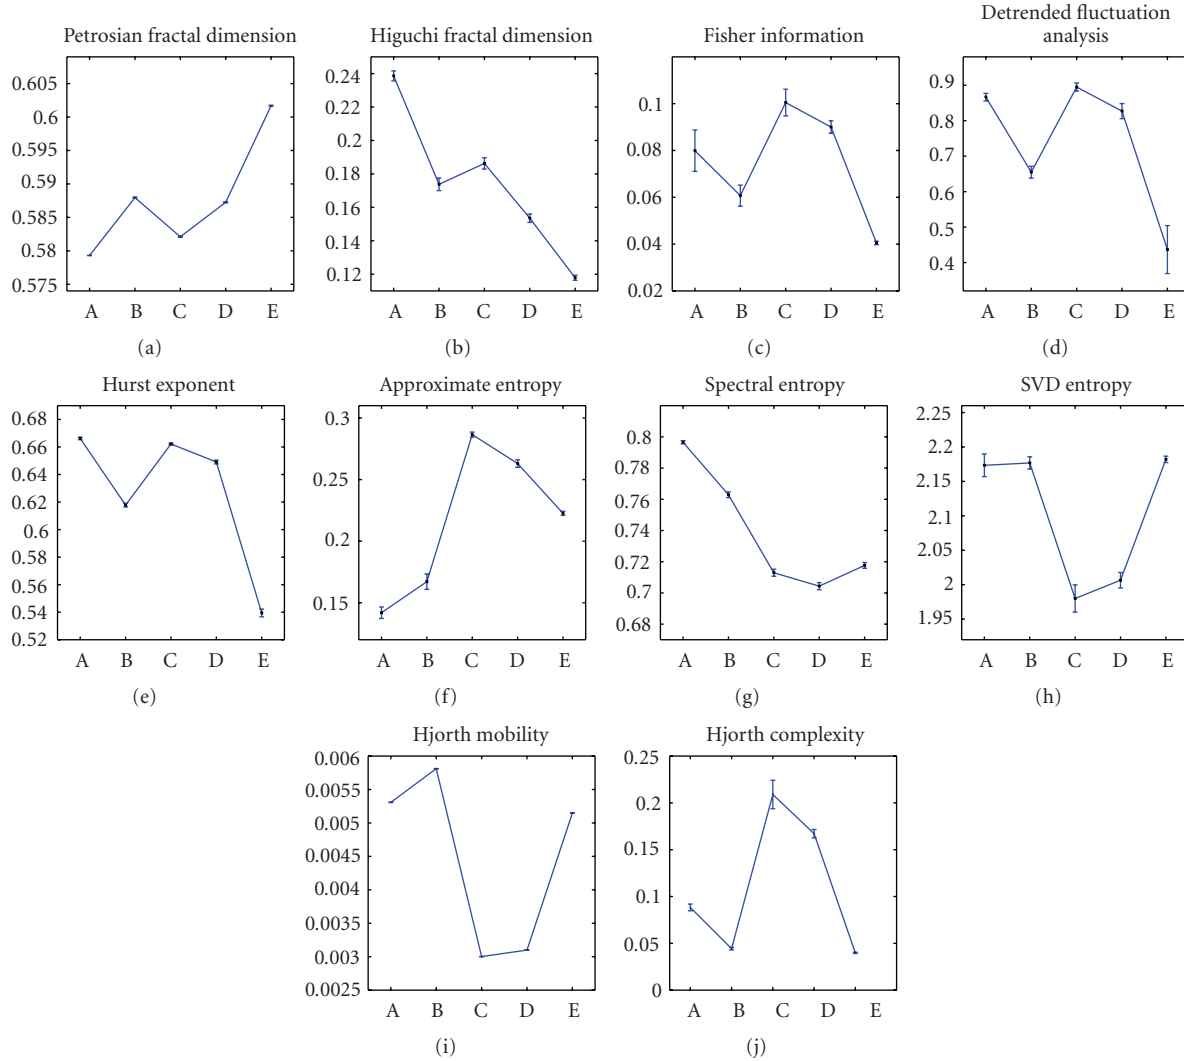 Petrosian fractal dimension
0.605
0.6
0.595
0.59
0.585
0.58
0.575
A B C D E
(a)
Higuchi fractal dimension
0.24
0.22
0.2
0.18
0.16
0.14
0.12
A B C D E
(b)
Fisher information
0.1
0.08
0.06
0.04
0.02
A B C D E
(c)
Detrended fluctuation
analysis
0.9
0.8
0.7
0.6
0.5
0.4
A B C D E
(d)
Hurst exponent
0.68
0.66
0.64
0.62
0.6
0.58
0.56
0.54
0.52
A B C D E
(e)
Approximate entropy
0.3
0.25
0.2
0.15
A B C D E
(f)
Spectral entropy
0.8
0.78
0.76
0.74
0.72
0.7
0.68
A B C D E
(g)
SVD entropy
2.25
2.2
2.15
2.1
2.05
2
1.95
A B C D E
(h)
Hjorth mobility
0.006
0.0055
0.005
0.0045
0.004
0.0035
0.003
0.0025
A B C D E
(i)
Hjorth complexity
0.25
0.2
0.15
0.1
0.05
0
A B C D E
(j)